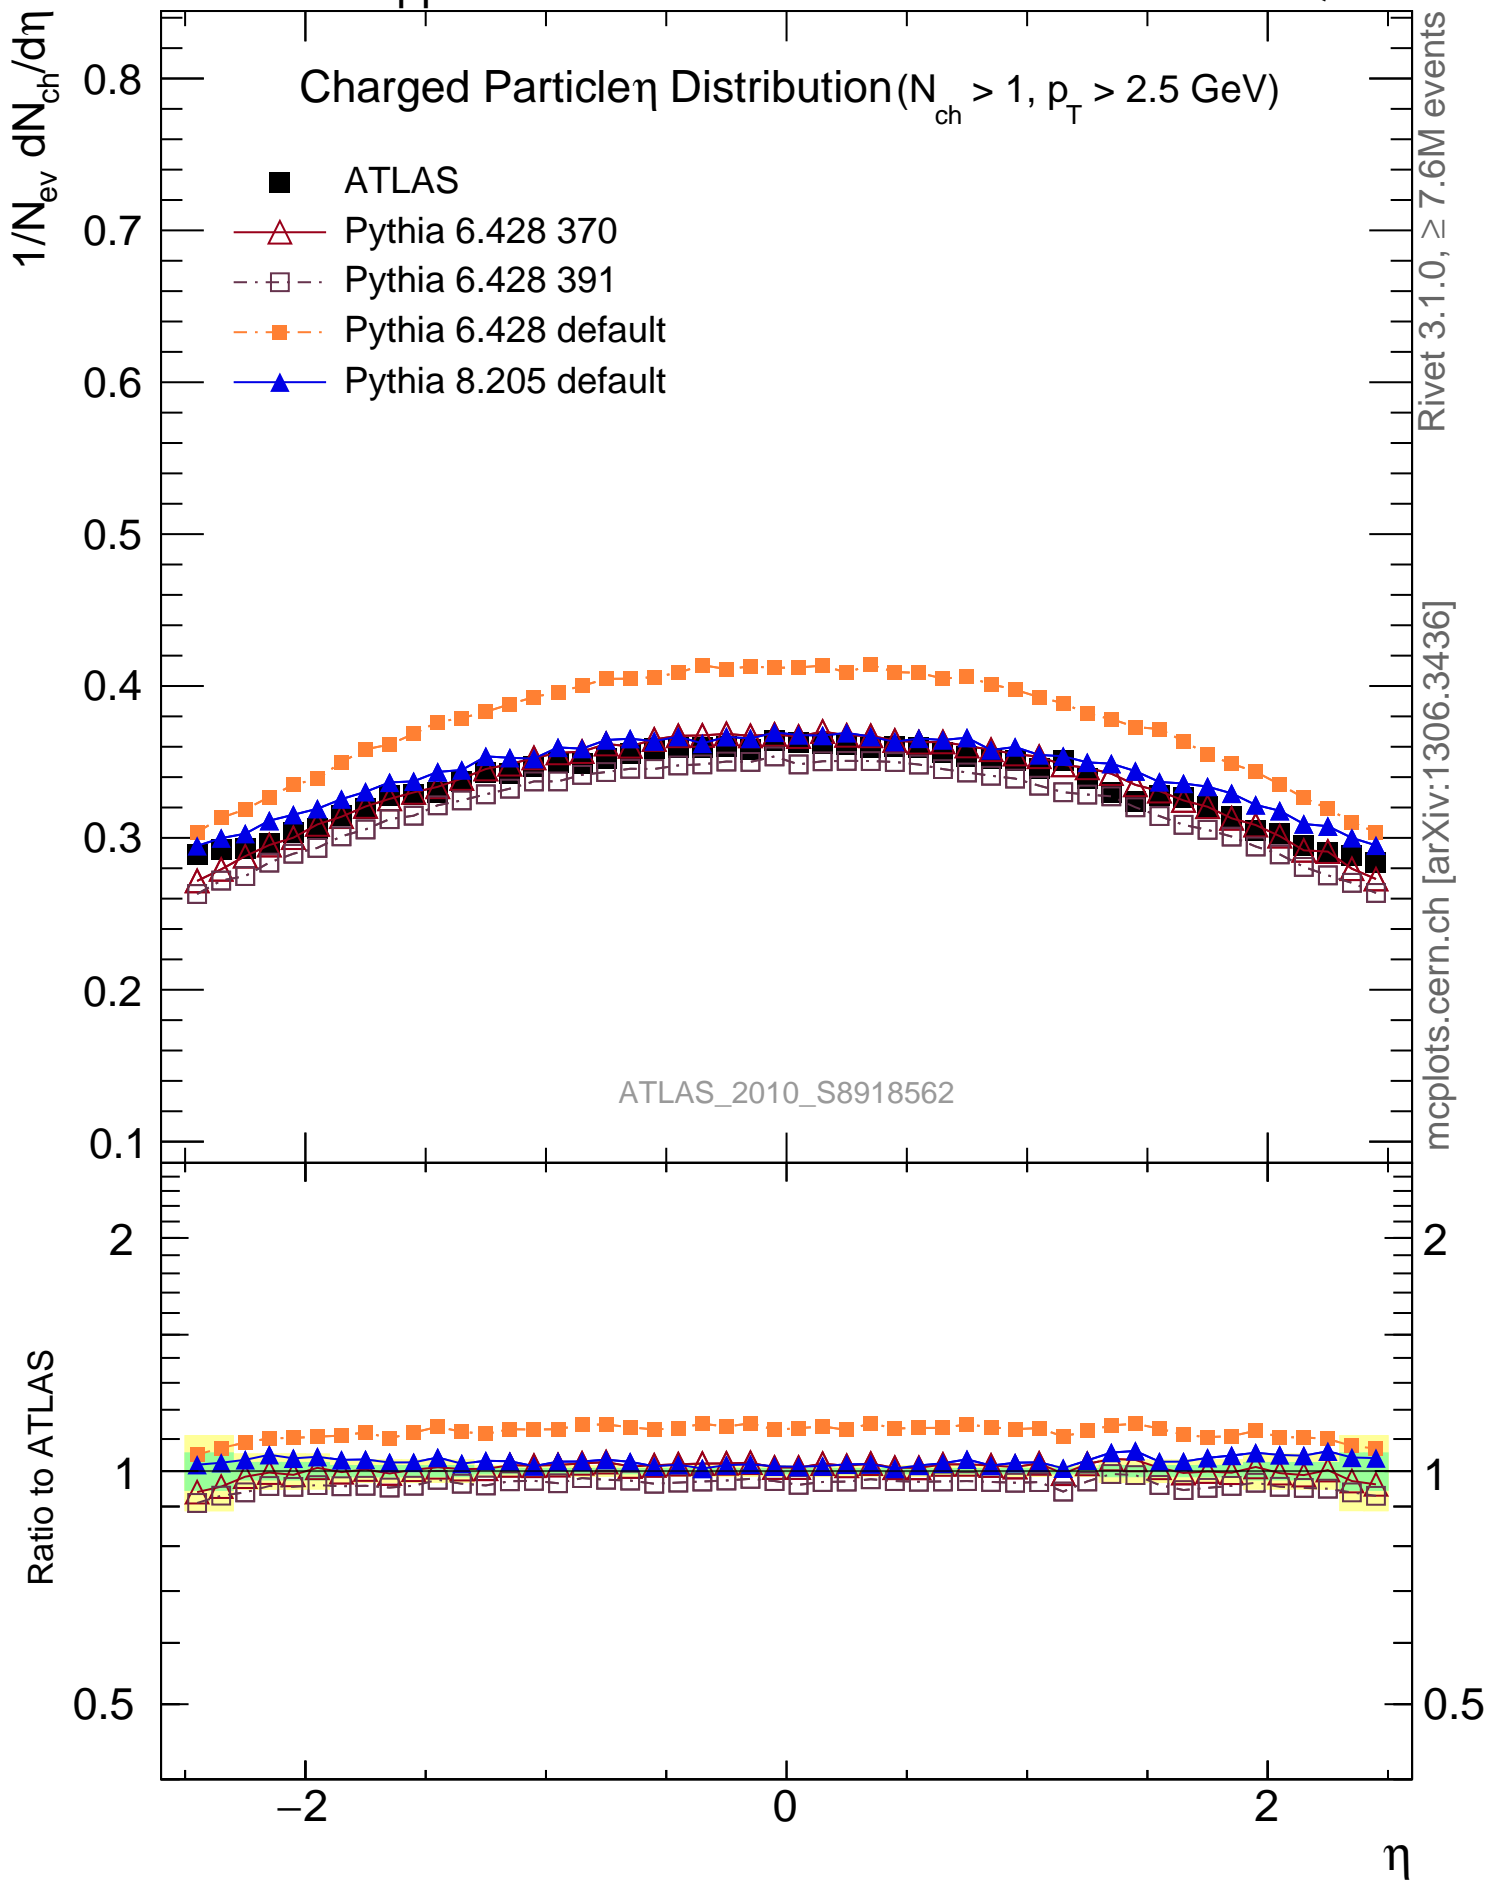 pp
1/N_ev dN_ch/dη
Charged Particleη Distribution (N_ch > 1, p_T > 2.5 GeV)
ATLAS
Pythia 6.428 370
Pythia 6.428 391
Pythia 6.428 default
Pythia 8.205 default
0.8
0.7
0.6
0.5
0.4
0.3
0.2
0.1
ATLAS_2010_S8918562
Rivet 3.1.0, ≥ 7.6M events
mcplots.cern.ch [arXiv:1306.3436]
Ratio to ATLAS
2
1
0.5
2
1
0.5
−2
0
2
η